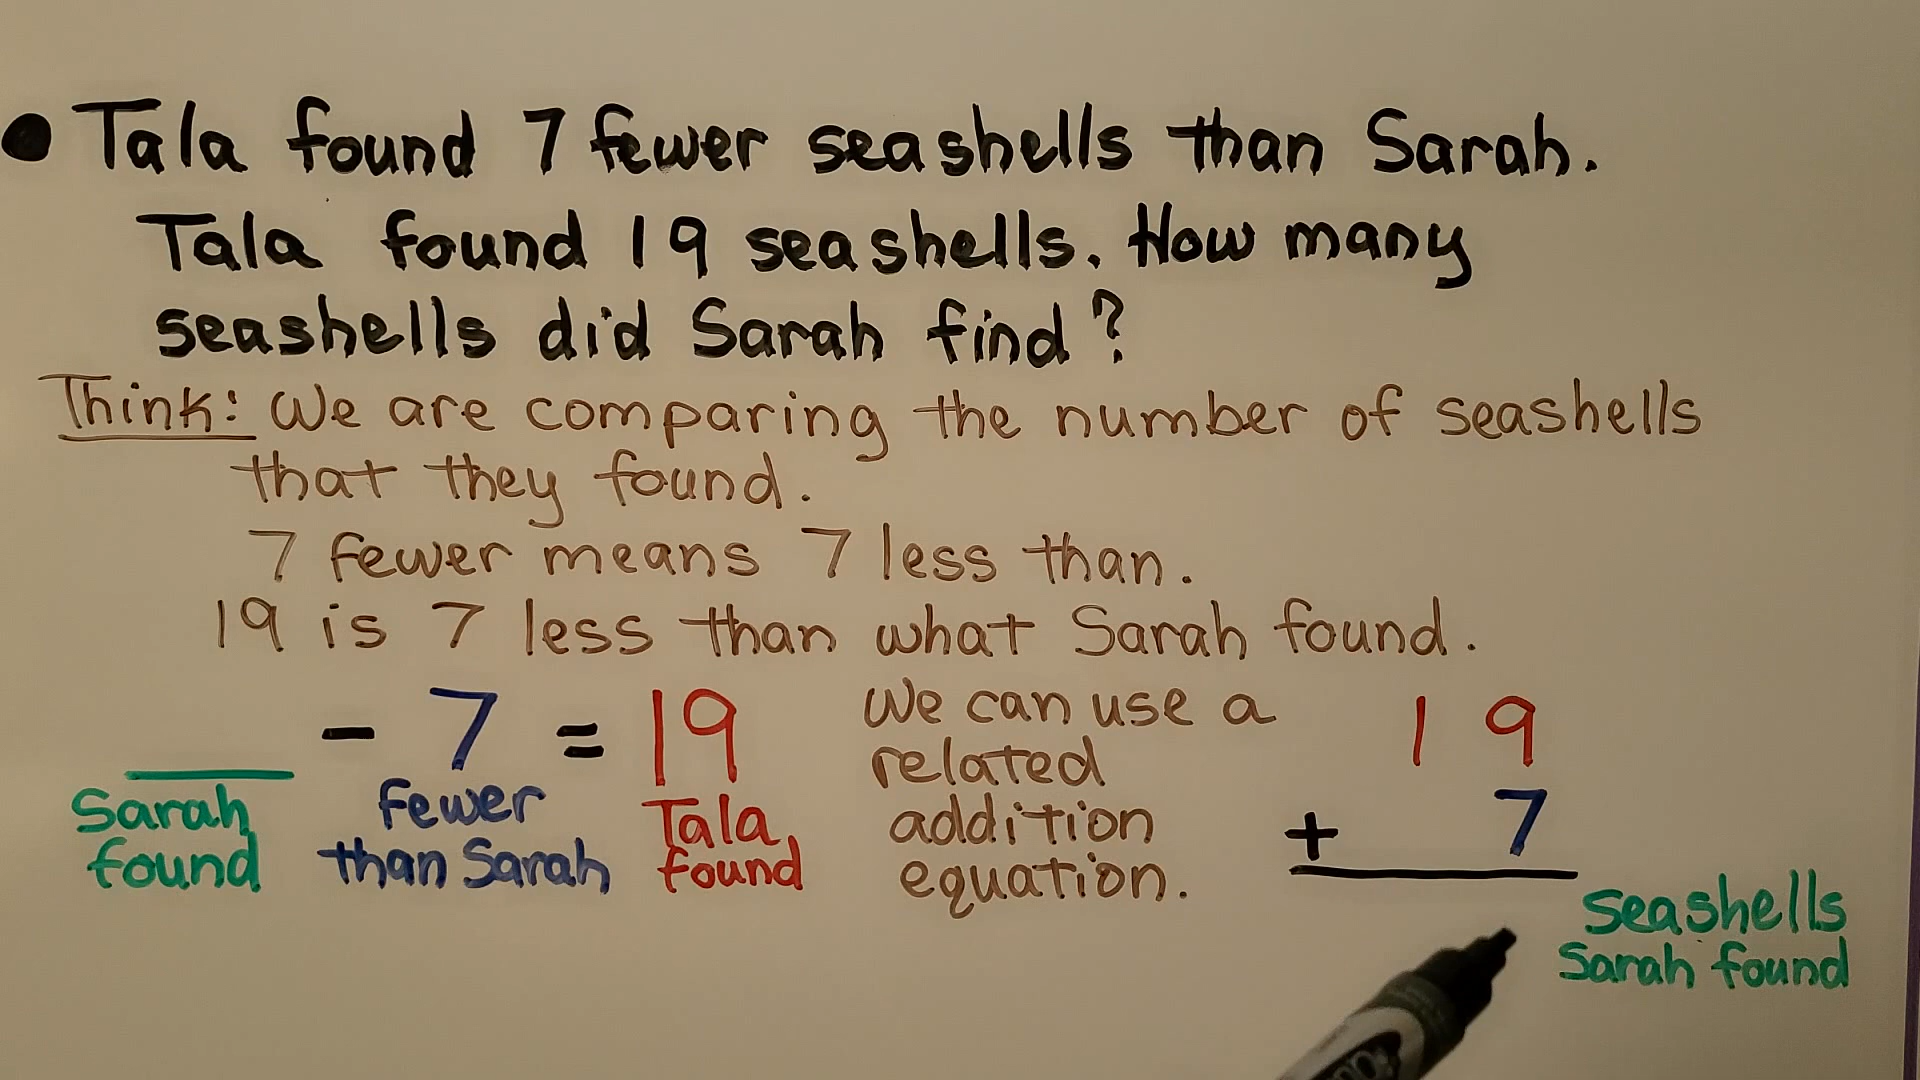 • Tala found 7 fewer seashells than Sarah.
Tala found 19 seashells. How many
seashells did Sarah find?
Think: We are comparing the number of seashells
that they found.
7 fewer means 7 less than.
19 is 7 less than what Sarah found.
___ - 7 = 19
Sarah
found
fewer
than Sarah
Tala
found
We can use a
related
addition
equation.
19
+ 7
seashells
Sarah found